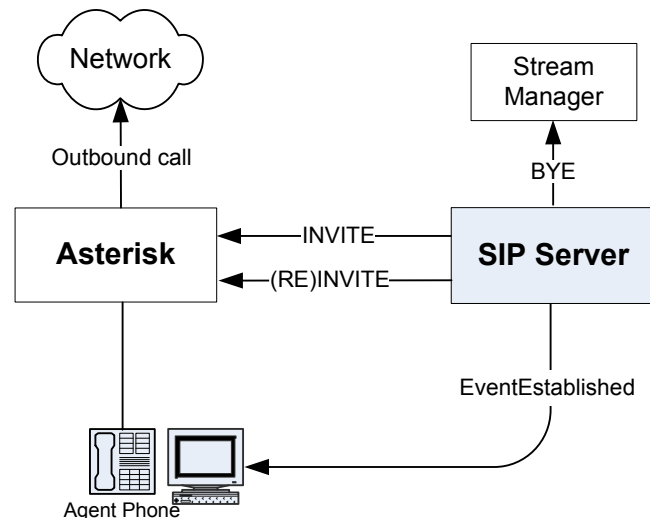 Network
Stream
Manager
Outbound call
BYE
Asterisk
INVITE
SIP Server
(RE)INVITE
EventEstablished
Agent Phone